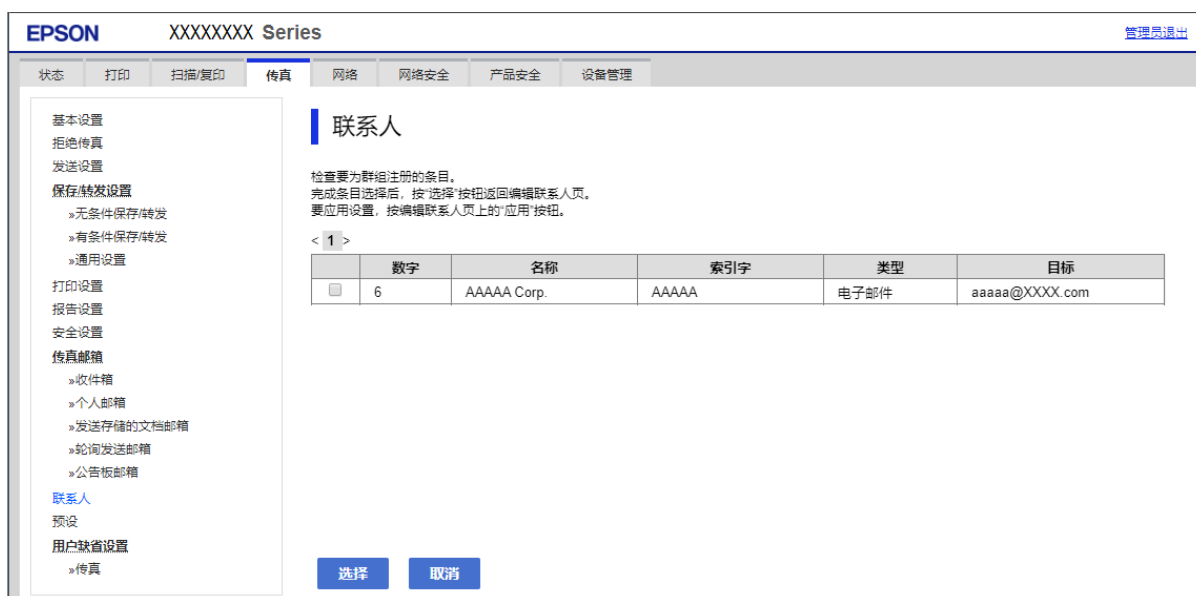 EPSON XXXXXXXX Series 管理员退出
状态 打印 扫描/复印 传真 网络 网络安全 产品安全 设备管理
基本设置
拒绝传真
发送设置
保存/转发设置
»无条件保存/转发
»有条件保存/转发
»通用设置
打印设置
报告设置
安全设置
传真邮箱
»收件箱
»个人邮箱
»发送存储的文档邮箱
»轮询发送邮箱
»公告板邮箱
联系人
预设
用户缺省设置
»传真
联系人
检查要为群组注册的条目。
完成条目选择后，按“选择”按钮返回编辑联系人页。
要应用设置，按编辑联系人页上的“应用”按钮。
< 1 >
数字 名称 索引字 类型 目标
6 AAAAA Corp. AAAAA 电子邮件 aaaaa@XXXX.com
选择 取消